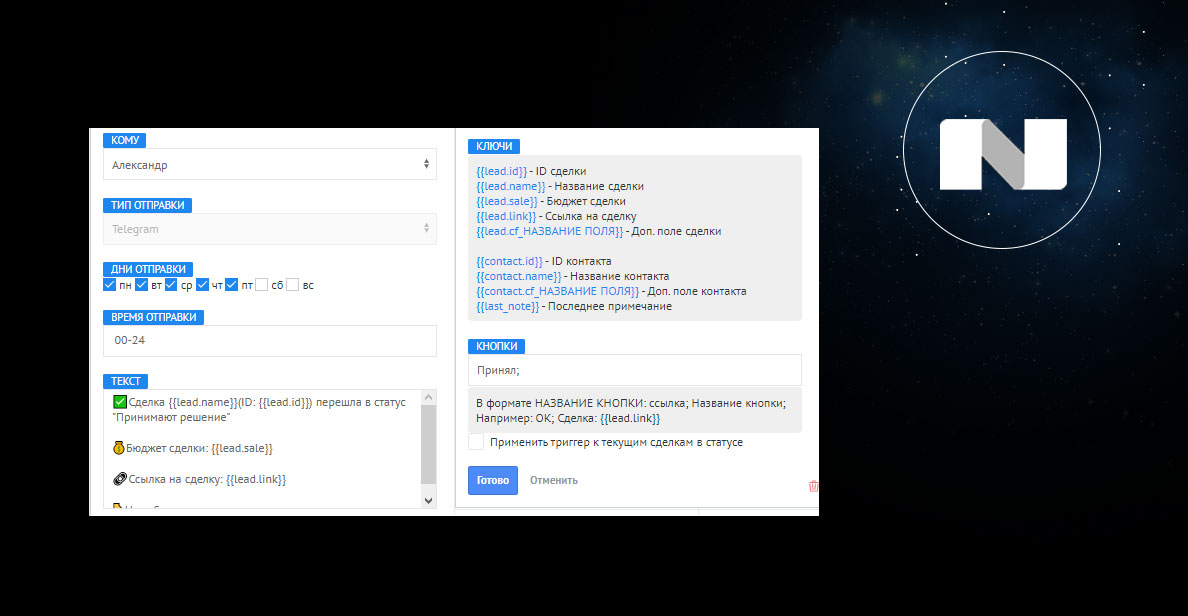 КОМУ
Александр
ТИП ОТПРАВКИ
Telegram
ДНИ ОТПРАВКИ
пн вт ср чт пт сб вс
ВРЕМЯ ОТПРАВКИ
00-24
ТЕКСТ
✅Сделка {{lead.name}}(ID: {{lead.id}}) перешла в статус
"Принимают решение"
💰Бюджет сделки: {{lead.sale}}
🔗Ссылка на сделку: {{lead.link}}
КЛЮЧИ
{{lead.id}} - ID сделки
{{lead.name}} - Название сделки
{{lead.sale}} - Бюджет сделки
{{lead.link}} - Ссылка на сделку
{{lead.cf_НАЗВАНИЕ ПОЛЯ}} - Доп. поле сделки
{{contact.id}} - ID контакта
{{contact.name}} - Название контакта
{{contact.cf_НАЗВАНИЕ ПОЛЯ}} - Доп. поле контакта
{{last_note}} - Последнее примечание
КНОПКИ
Принял;
В формате НАЗВАНИЕ КНОПКИ: ссылка; Название кнопки;
Например: ОК; Сделка: {{lead.link}}
Применить триггер к текущим сделкам в статусе
Готово Отменить
N